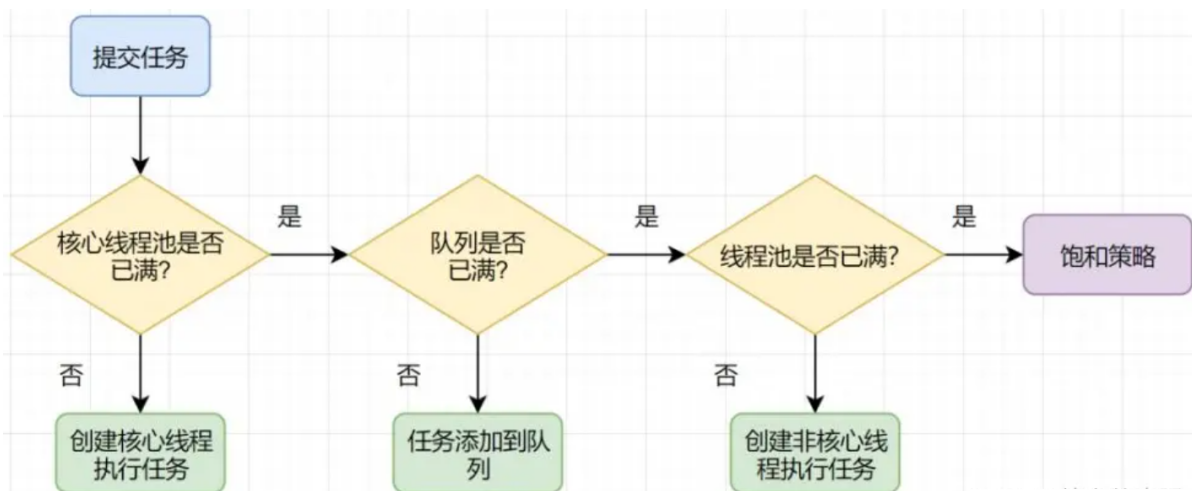 提交任务
核心线程池是否
已满?
是
队列是否
已满?
是
线程池是否已满?
是
饱和策略
否
创建核心线程
执行任务
否
任务添加到队
列
否
创建非核心线
程执行任务